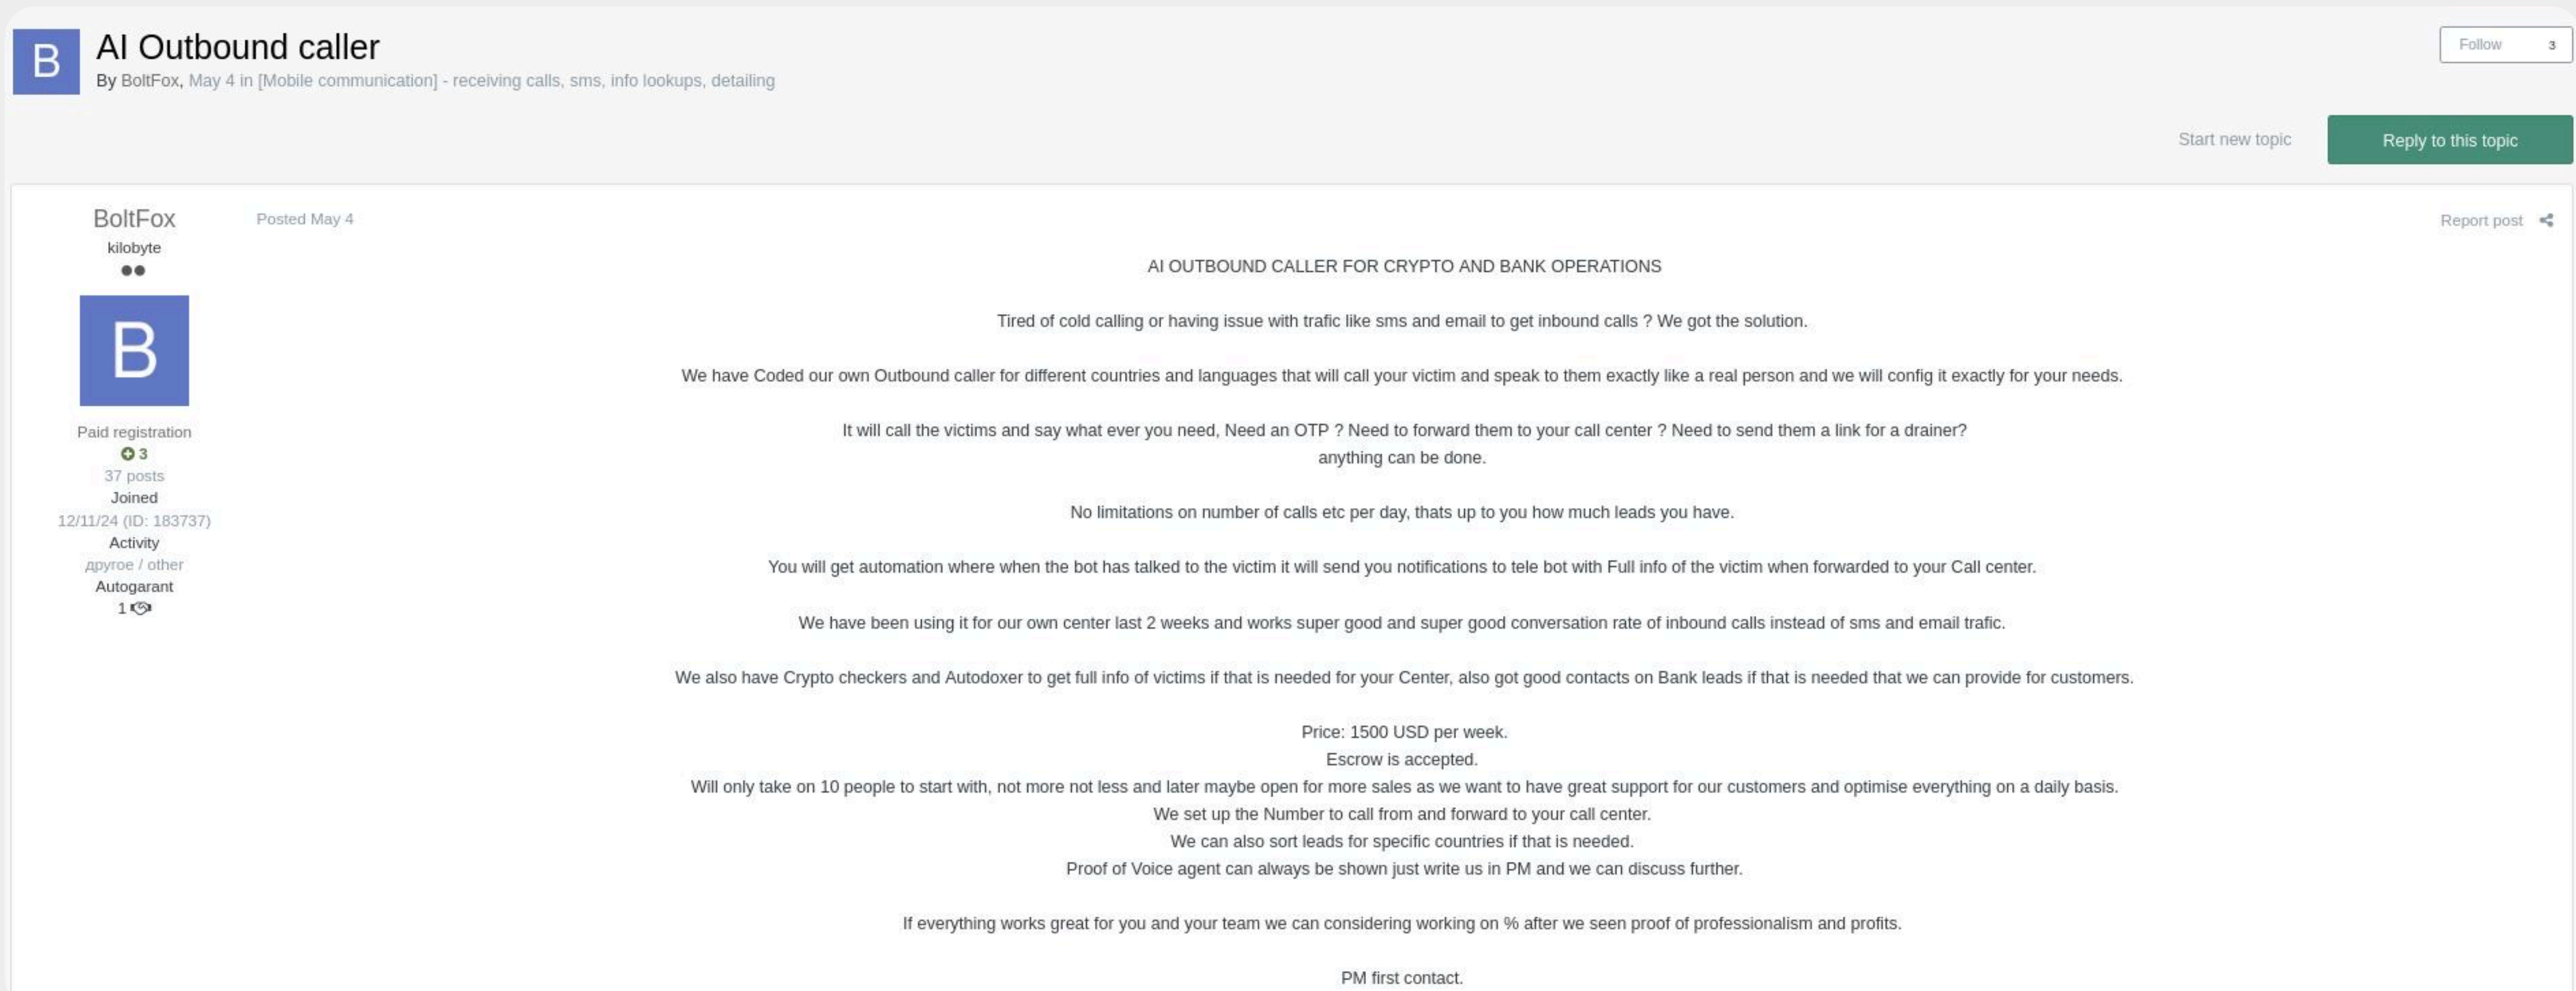 B
AI Outbound caller
By BoltFox, May 4 in [Mobile communication] - receiving calls, sms, info lookups, detailing
Follow 3
Start new topic
Reply to this topic
BoltFox
kilobyte
B
Paid registration
3
37 posts
Joined
12/11/24 (ID: 183737)
Activity
другое / other
Autogarant
1
Posted May 4
Report post
AI OUTBOUND CALLER FOR CRYPTO AND BANK OPERATIONS
Tired of cold calling or having issue with trafic like sms and email to get inbound calls ? We got the solution.
We have Coded our own Outbound caller for different countries and languages that will call your victim and speak to them exactly like a real person and we will config it exactly for your needs.
It will call the victims and say what ever you need, Need an OTP ? Need to forward them to your call center ? Need to send them a link for a drainer?
anything can be done.
No limitations on number of calls etc per day, thats up to you how much leads you have.
You will get automation where when the bot has talked to the victim it will send you notifications to tele bot with Full info of the victim when forwarded to your Call center.
We have been using it for our own center last 2 weeks and works super good and super good conversation rate of inbound calls instead of sms and email trafic.
We also have Crypto checkers and Autodoxer to get full info of victims if that is needed for your Center, also got good contacts on Bank leads if that is needed that we can provide for customers.
Price: 1500 USD per week.
Escrow is accepted.
Will only take on 10 people to start with, not more not less and later maybe open for more sales as we want to have great support for our customers and optimise everything on a daily basis.
We set up the Number to call from and forward to your call center.
We can also sort leads for specific countries if that is needed.
Proof of Voice agent can always be shown just write us in PM and we can discuss further.
If everything works great for you and your team we can considering working on % after we seen proof of professionalism and profits.
PM first contact.